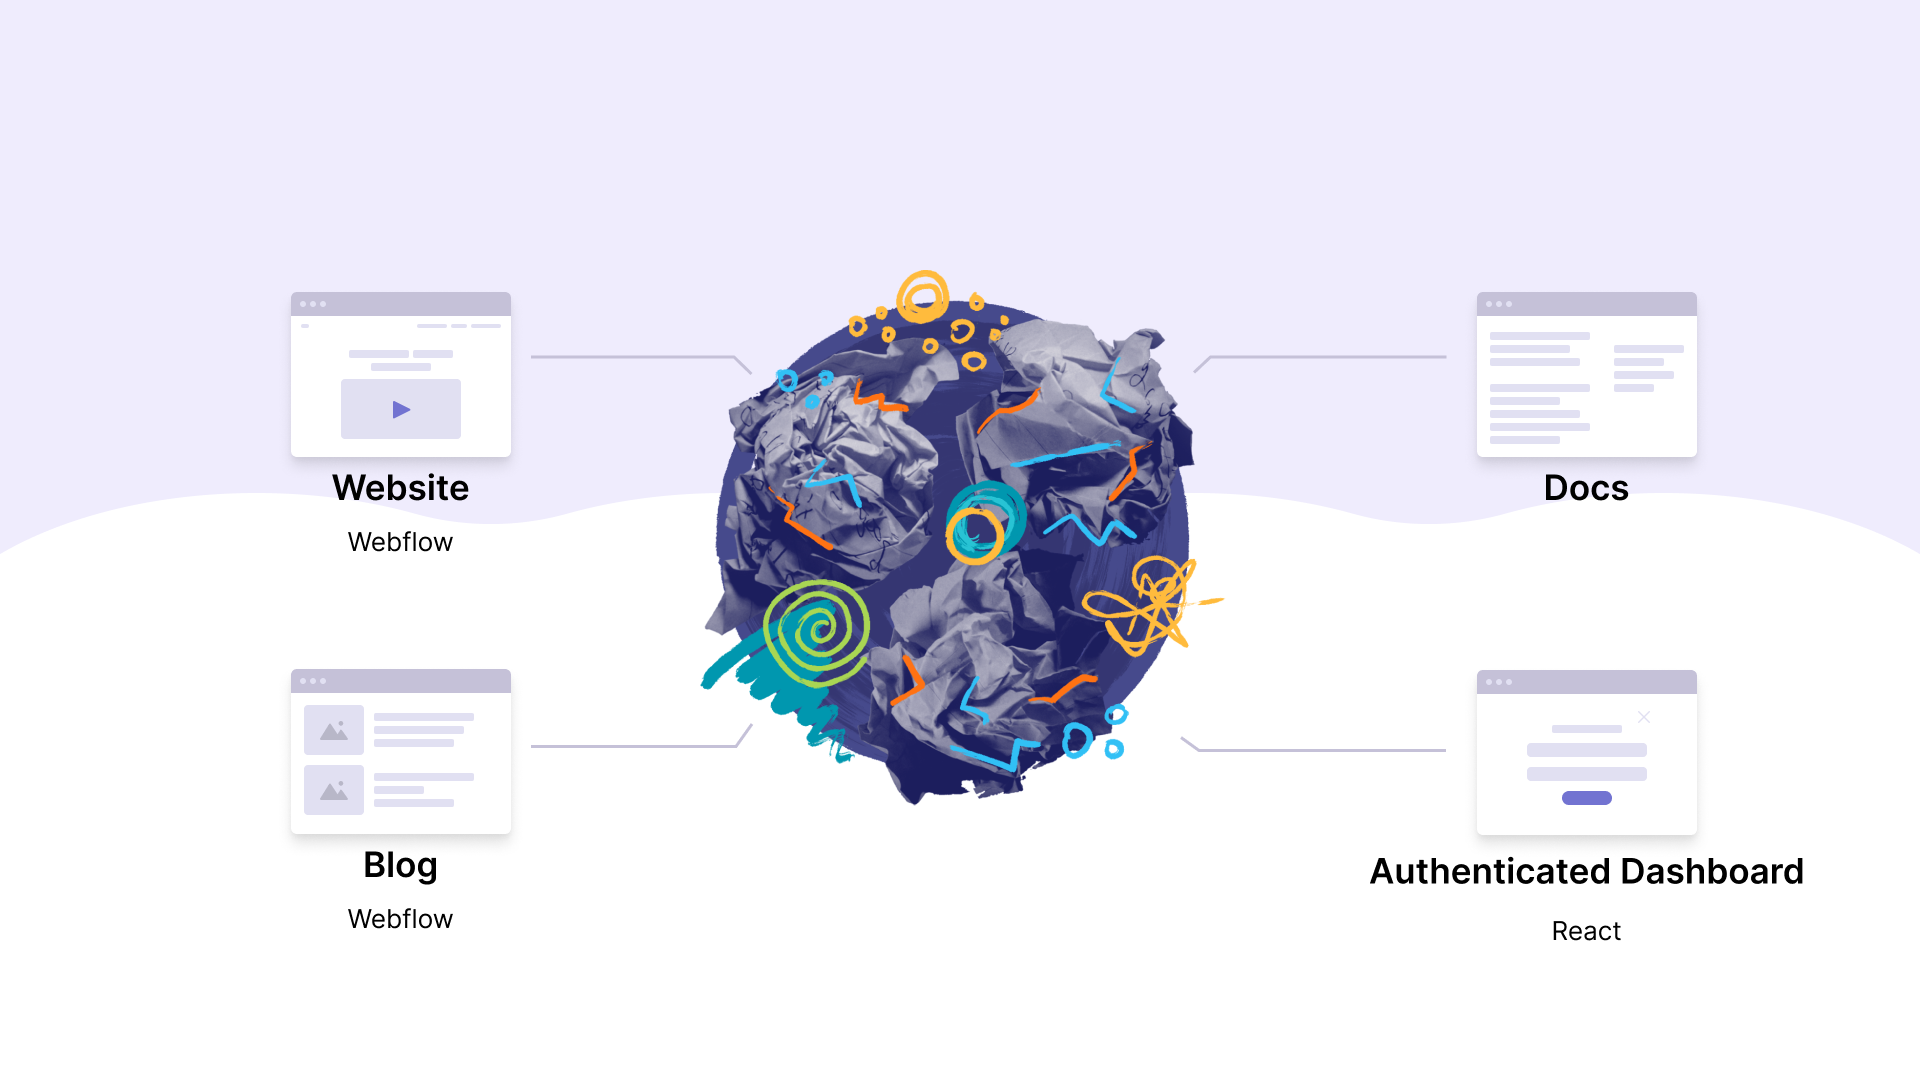 Website
Webflow
Docs
Blog
Webflow
Authenticated Dashboard
React